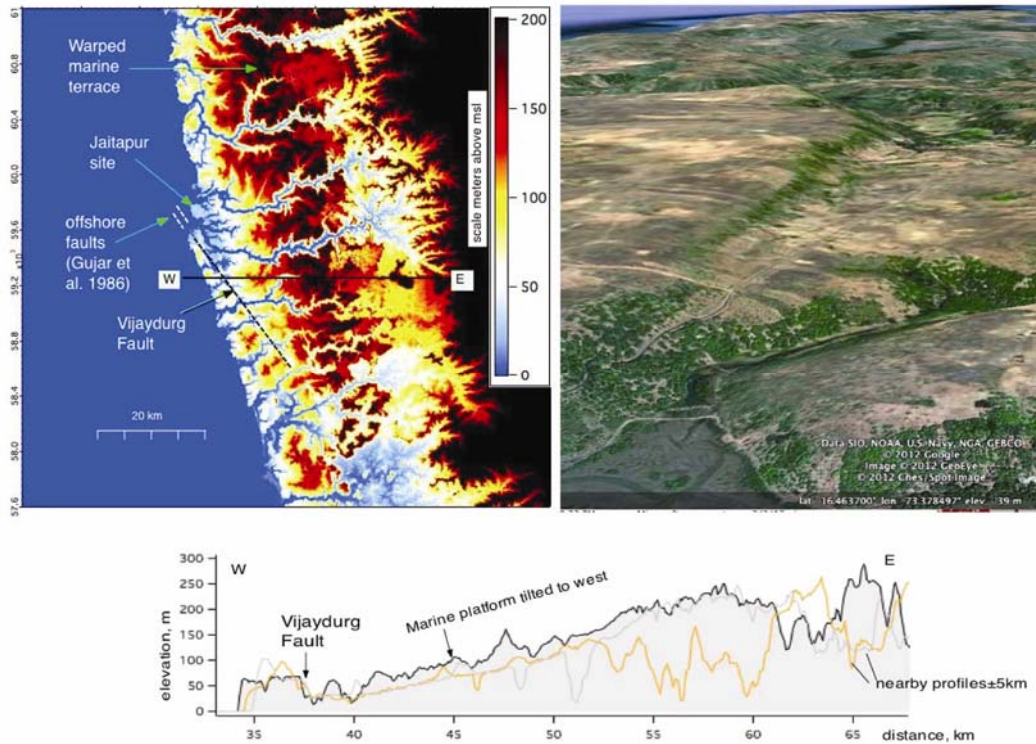 Warped
marine
terrace
Jaitapur
site
offshore
faults
(Gujar et
al. 1986)
Vijaydurg
Fault
W
E
20 km
61
60.8
60.4
60.0
59.6
59.2
58.8
58.4
58.0
57.6
x10³
scale meters above msl
200
150
100
50
0
Data SIO, NOAA, U.S. Navy, NGA, GEBCO
© 2012 Google
Image © 2012 GeoEye
© 2012 Cnes/Spot Image
lat 16.463700° lon 73.378497° elev 39 m
W
E
Vijaydurg
Fault
Marine platform tilted to west
nearby profiles±5km
elevation, m
300
250
200
150
100
50
0
35 40 45 50 55 60 65
distance, km